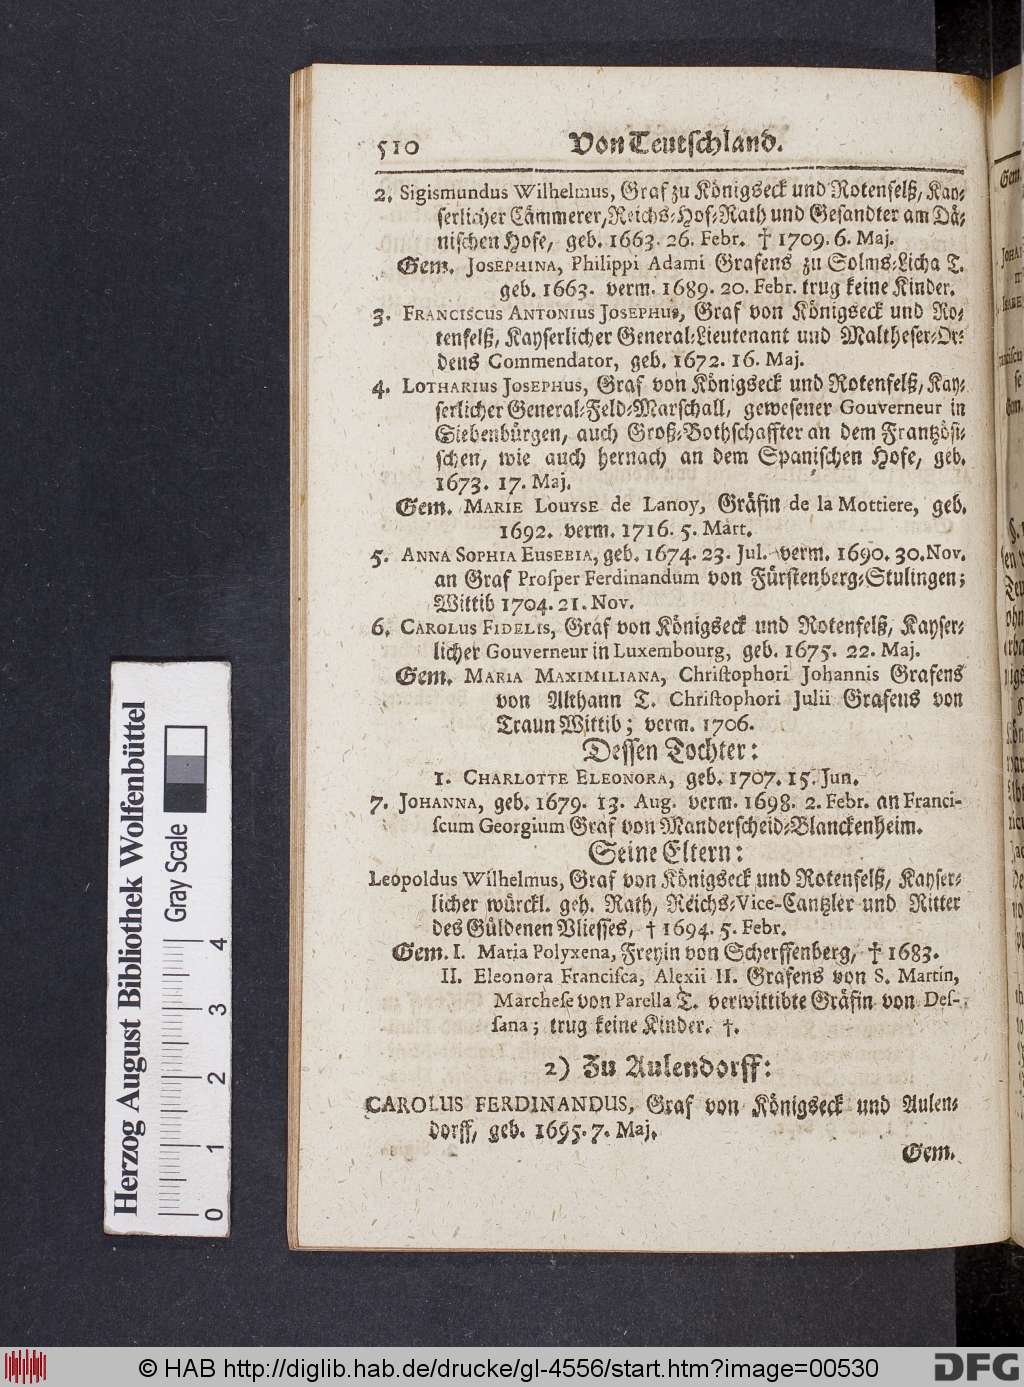 510 Von Teutschland.
2. Sigismundus Wilhelmus, Graf zu Königseck und Rotenfelß, Kay-
serlicher Cämmerer, Reichs-Hof-Rath und Gesandter am Dä-
nischen Hofe, geb. 1663. 26. Febr. † 1709. 6. Maj.
Gem. JOSEPHINA, Philippi Adami Grafens zu Solms-Licha T.
geb. 1663. verm. 1689. 20. Febr. trug keine Kinder.
3. FRANCISCUS ANTONIUS JOSEPHUS, Graf von Königseck und Ro-
tenfelß, Kayserlicher General-Lieutenant und Maltheser-Or-
dens Commendator, geb. 1672. 16. Maj.
4. LOTHARIUS JOSEPHUS, Graf von Königseck und Rotenfelß, Kay-
serlicher General-Feld-Marschall, gewesener Gouverneur in
Siebenbürgen, auch Groß-Bothschaffter an dem Frantzösi-
schen, wie auch hernach an dem Spanischen Hofe, geb.
1673. 17. Maj.
Gem. MARIE LOUYSE de Lanoy, Gräfin de la Mottiere, geb.
1692. verm. 1716. 5. Mart.
5. ANNA SOPHIA EUSEBIA, geb. 1674. 23. Jul. verm. 1690. 30. Nov.
an Graf Prosper Ferdinandum von Fürstenberg-Stulingen;
Wittib 1704. 21. Nov.
6. CAROLUS FIDELIS, Graf von Königseck und Rotenfelß, Kayser-
licher Gouverneur in Luxembourg, geb. 1675. 22. Maj.
Gem. MARIA MAXIMILIANA, Christophori Johannis Grafens
von Althann T. Christophori Julii Grafens von
Traun Wittib; verm. 1706.
Dessen Tochter:
1. CHARLOTTE ELEONORA, geb. 1707. 15. Jun.
7. JOHANNA, geb. 1679. 13. Aug. verm. 1698. 2. Febr. an Franci-
scum Georgium Graf von Manderscheid-Blanckenheim.
Seine Eltern:
Leopoldus Wilhelmus, Graf von Königseck und Rotenfelß, Kayser-
licher würckl. geh. Rath, Reichs-Vice-Cantzler und Ritter
des Güldenen Vliesses, † 1694. 5. Febr.
Gem. I. Maria Polyxena, Freyin von Scherffenberg, † 1683.
II. Eleonora Francisca, Alexii II. Grafens von S. Martin,
Marchese von Parella T. verwittibte Gräfin von Des-
sana; trug keine Kinder. †.
2) Zu Aulendorff:
CAROLUS FERDINANDUS, Graf von Königseck und Aulen-
dorff, geb. 1695. 7. Maj.
Gem.
Herzog August Bibliothek Wolfenbüttel
Gray Scale
0 1 2 3 4
© HAB http://diglib.hab.de/drucke/gl-4556/start.htm?image=00530
DFG